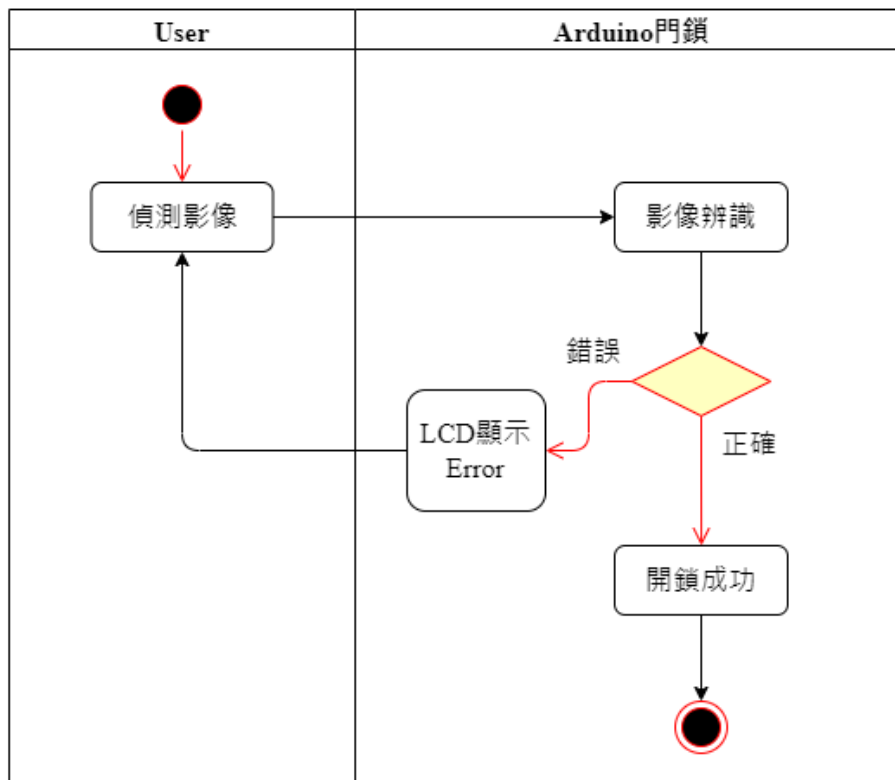 User
Arduino門鎖
偵測影像
影像辨識
錯誤
LCD顯示
Error
正確
開鎖成功